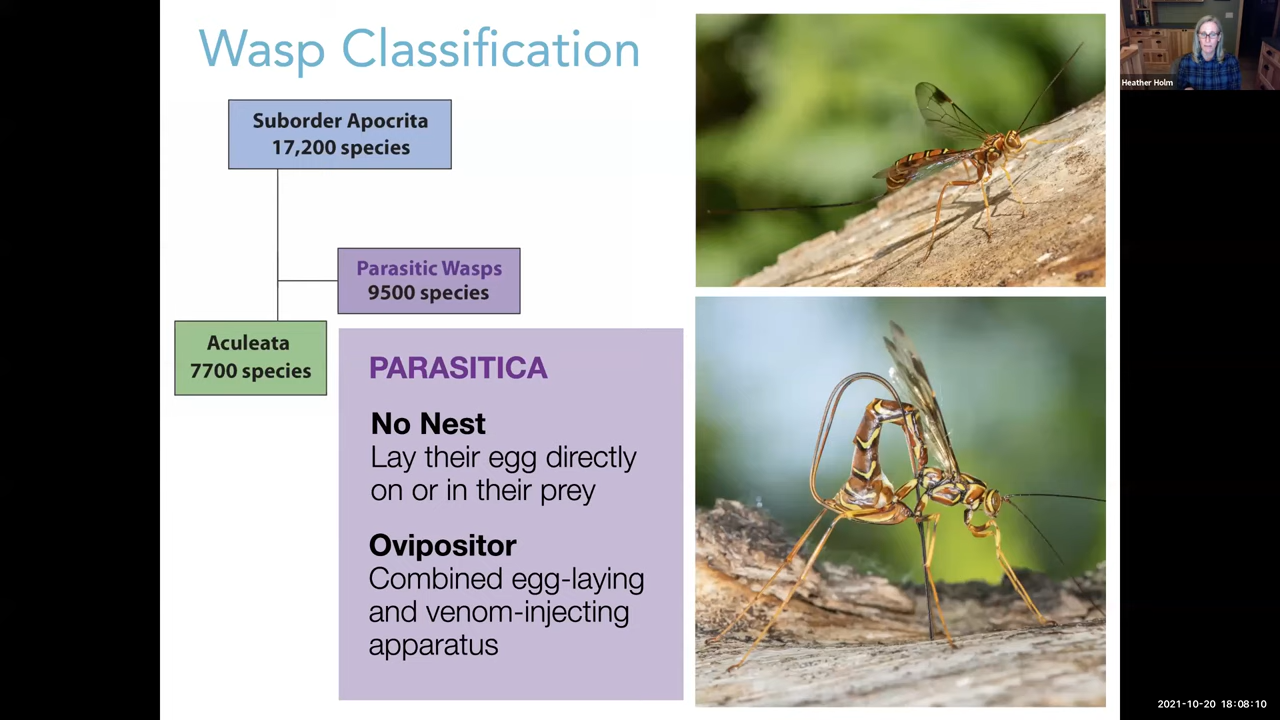 Wasp Classification
Suborder Apocrita
17,200 species
Parasitic Wasps
9500 species
Aculeata
7700 species
PARASITICA
No Nest
Lay their egg directly
on or in their prey
Ovipositor
Combined egg-laying
and venom-injecting
apparatus
Heather Holm
2021-10-20 18:08:10